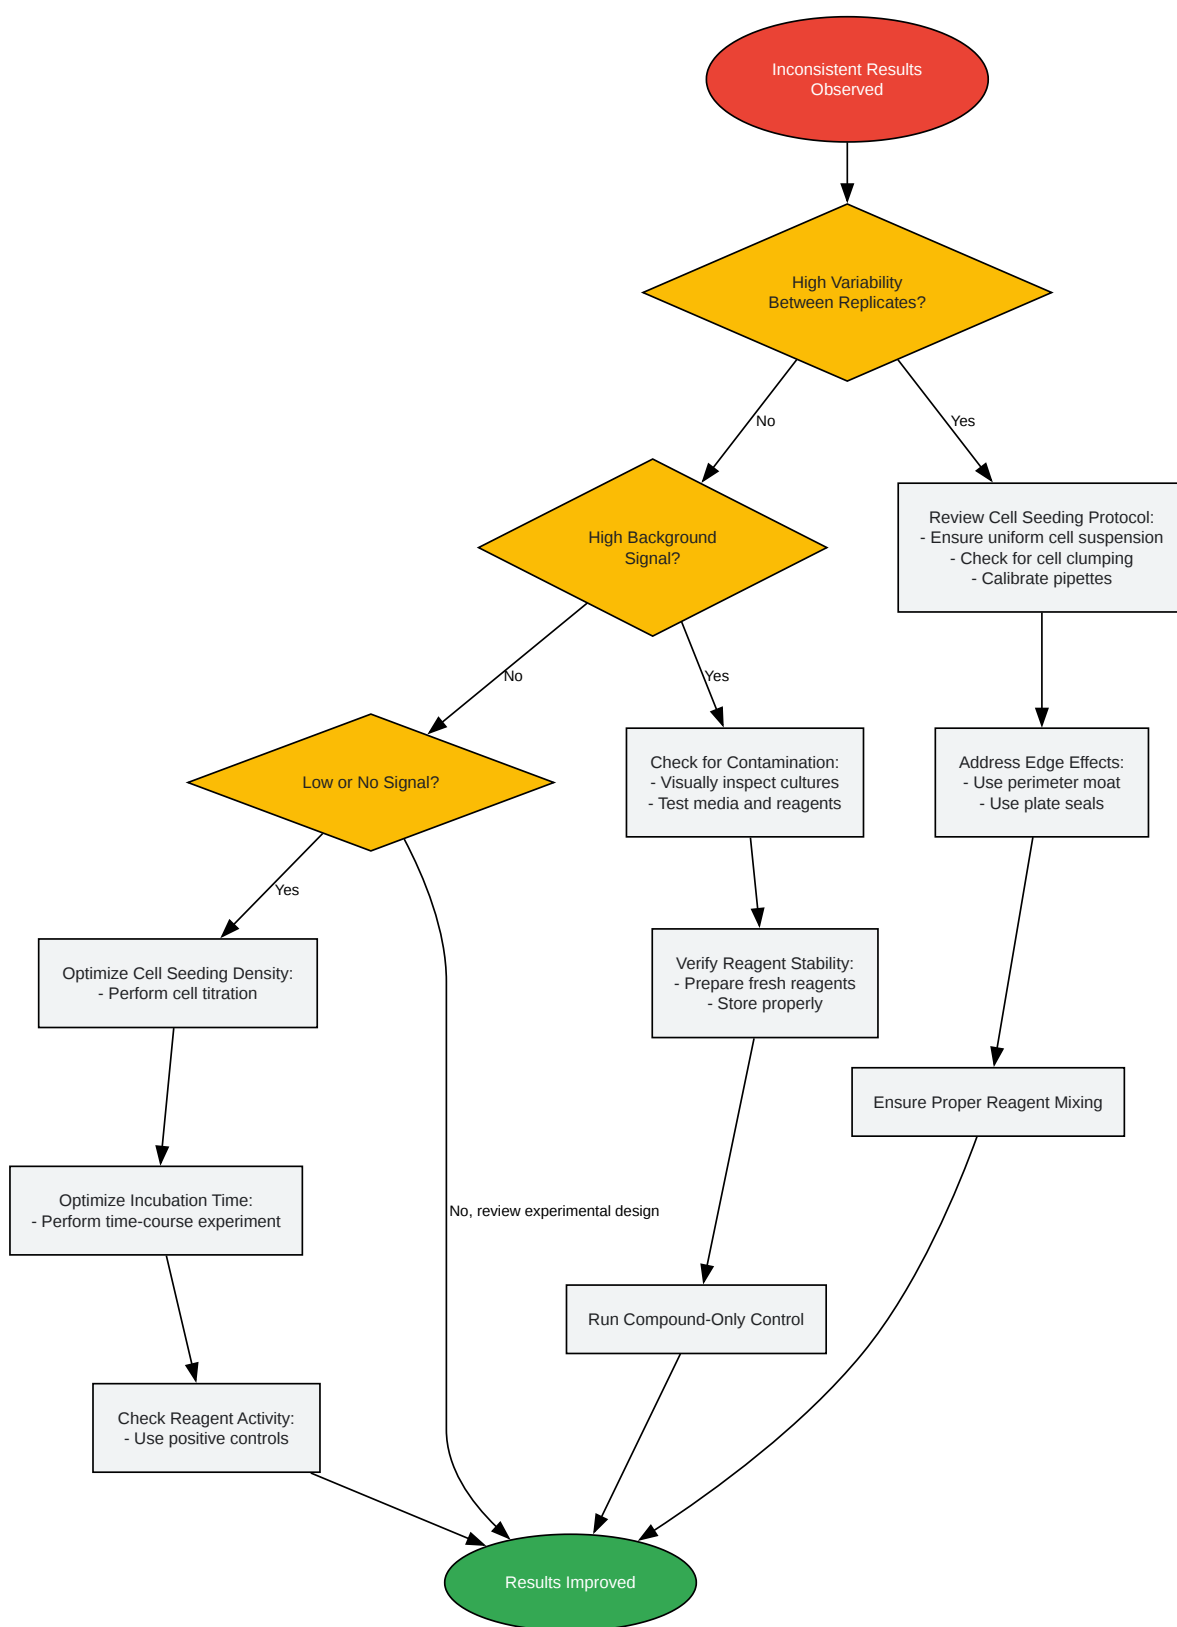 Inconsistent Results
Observed
High Variability
Between Replicates?
No
Yes
High Background
Signal?
Review Cell Seeding Protocol:
- Ensure uniform cell suspension
- Check for cell clumping
- Calibrate pipettes
No
Yes
Low or No Signal?
Check for Contamination:
- Visually inspect cultures
- Test media and reagents
Address Edge Effects:
- Use perimeter moat
- Use plate seals
Yes
Optimize Cell Seeding Density:
- Perform cell titration
Verify Reagent Stability:
- Prepare fresh reagents
- Store properly
Ensure Proper Reagent Mixing
Optimize Incubation Time:
- Perform time-course experiment
No, review experimental design
Run Compound-Only Control
Check Reagent Activity:
- Use positive controls
Results Improved